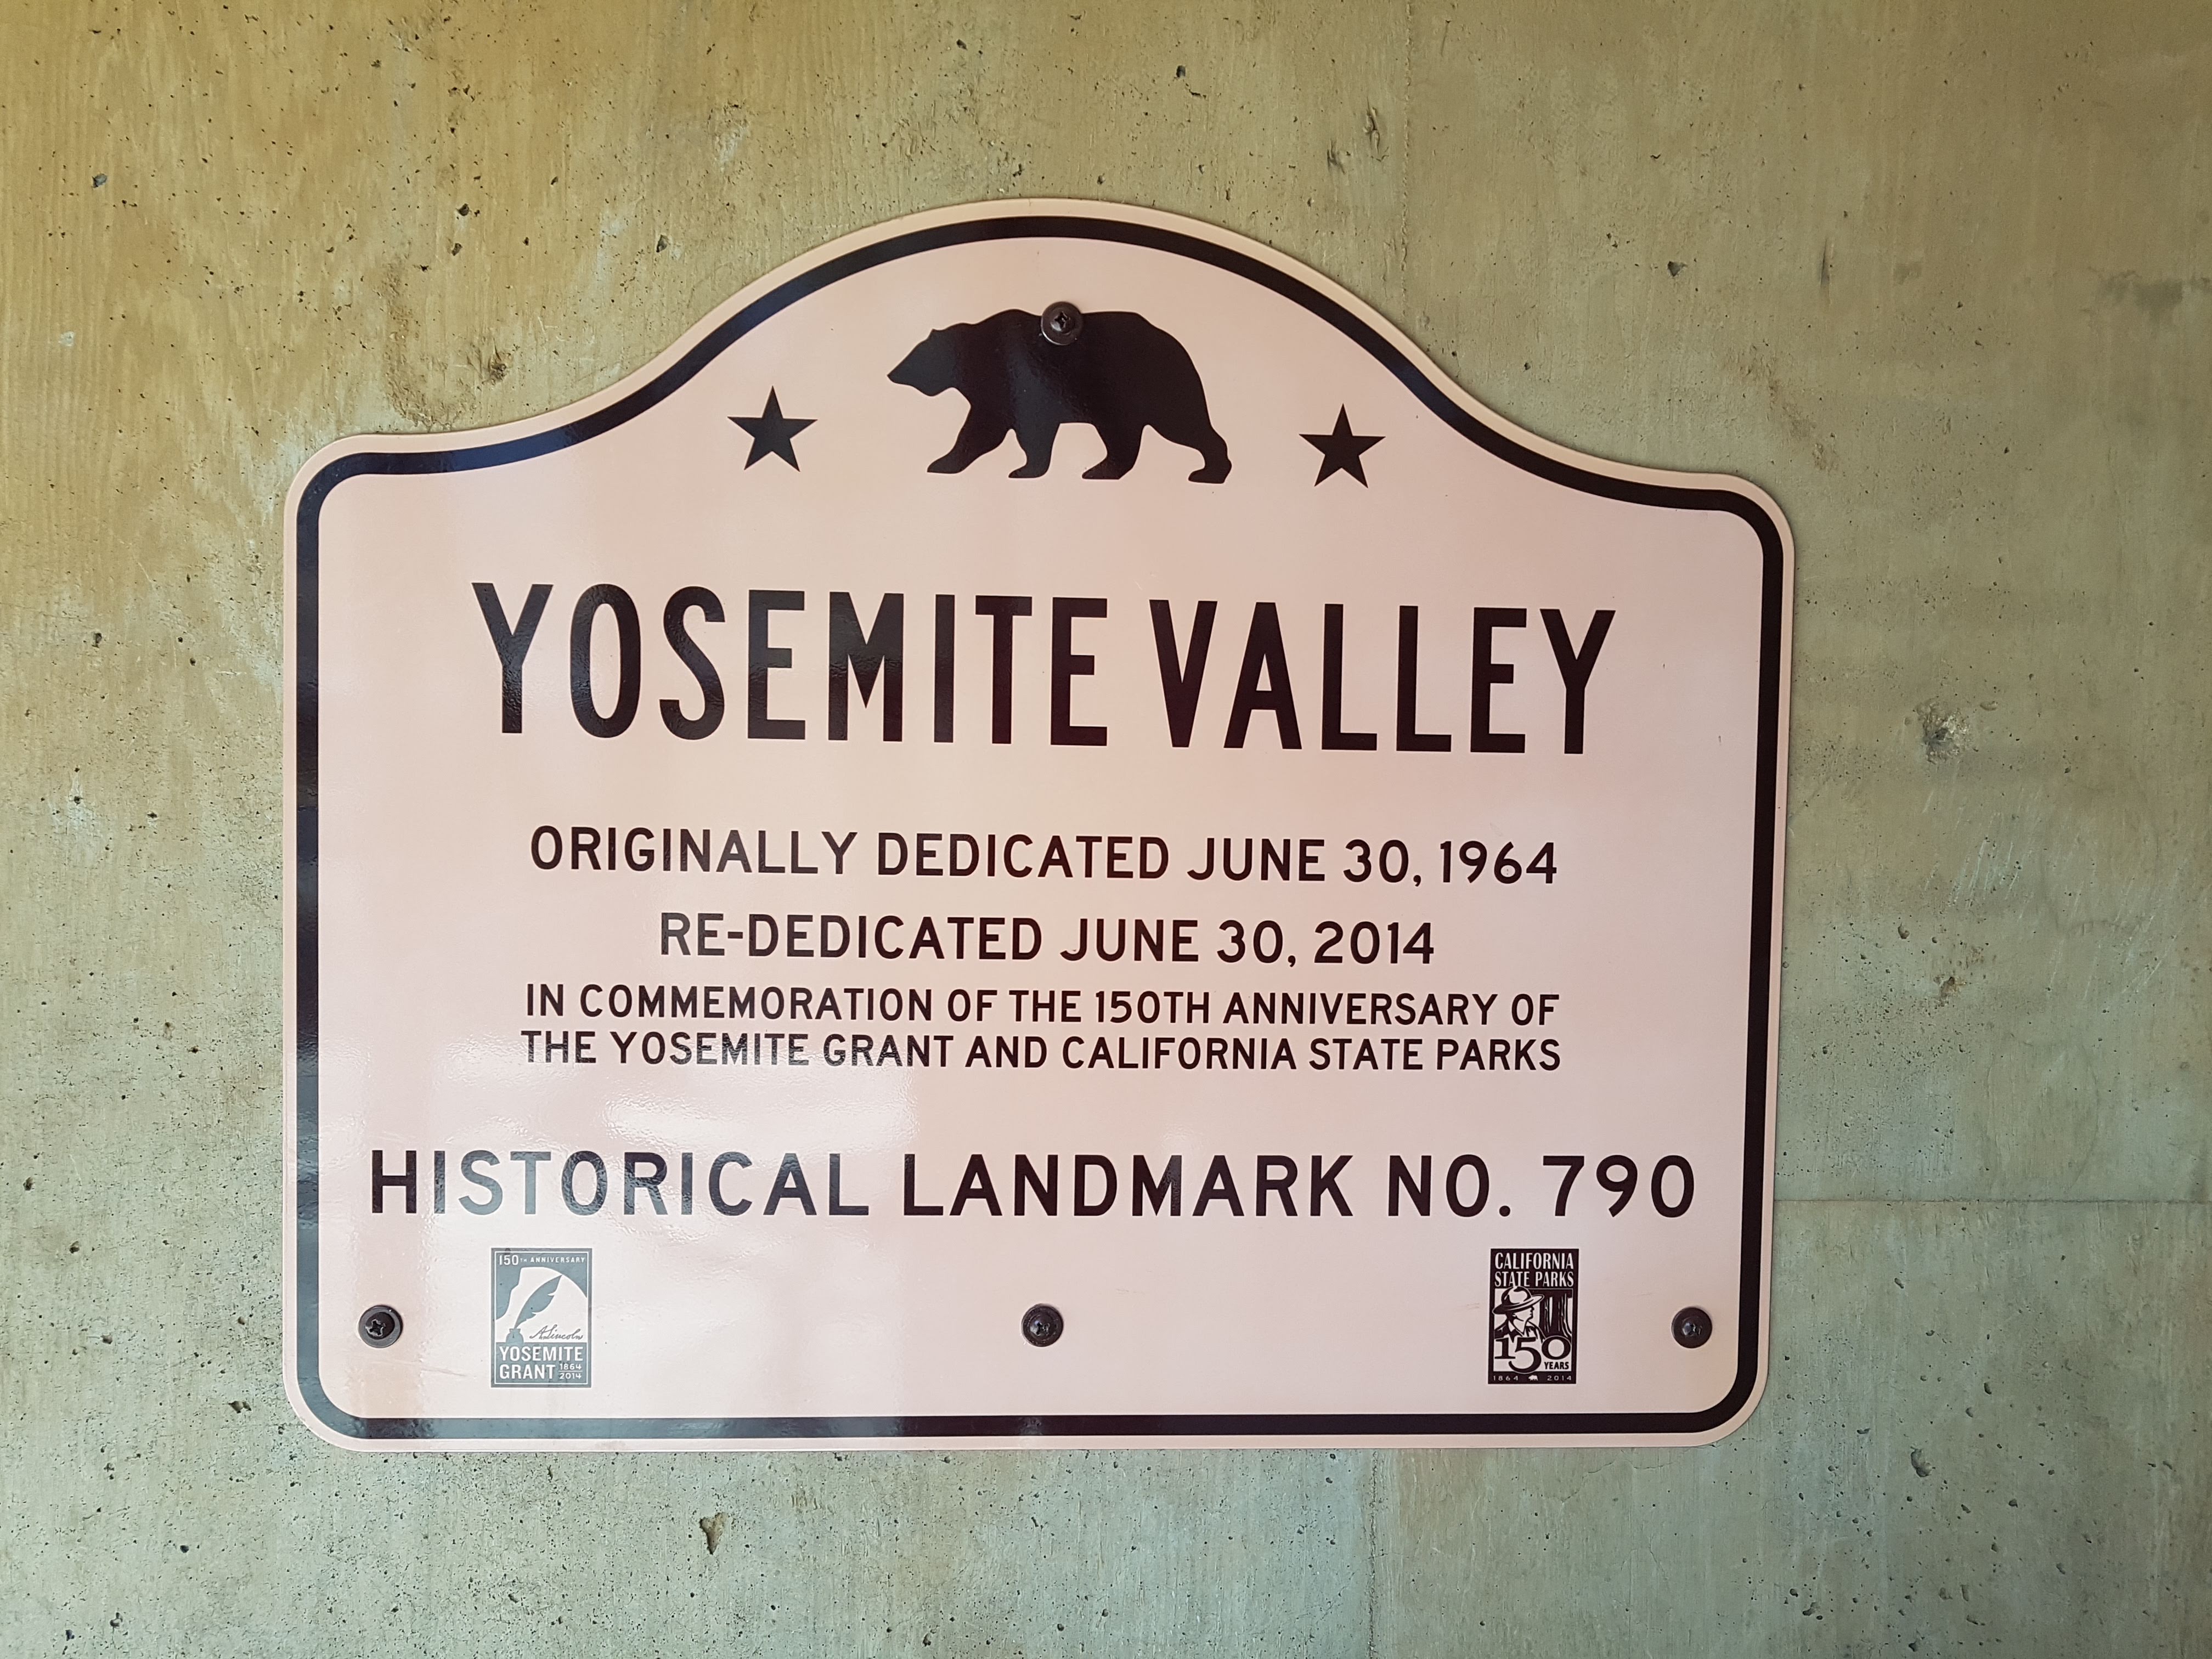 YOSEMITE VALLEY
ORIGINALLY DEDICATED JUNE 30, 1964
RE-DEDICATED JUNE 30, 2014
IN COMMEMORATION OF THE 150TH ANNIVERSARY OF
THE YOSEMITE GRANT AND CALIFORNIA STATE PARKS
HISTORICAL LANDMARK NO. 790
150TH ANNIVERSARY
A. Lincoln
YOSEMITE
GRANT 1864
2014
CALIFORNIA
STATE PARKS
150
YEARS
1864 2014